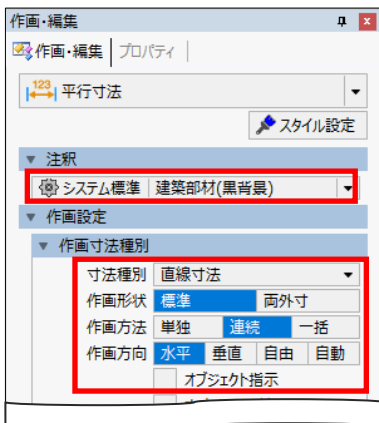 作画・編集
作画・編集 プロパティ
123 平行寸法
スタイル設定
注釈
システム標準 建築部材(黒背景)
作画設定
作画寸法種別
寸法種別 直線寸法
作画形状 標準 両外寸
作画方法 単独 連続 一括
作画方向 水平 垂直 自由 自動
オブジェクト指示